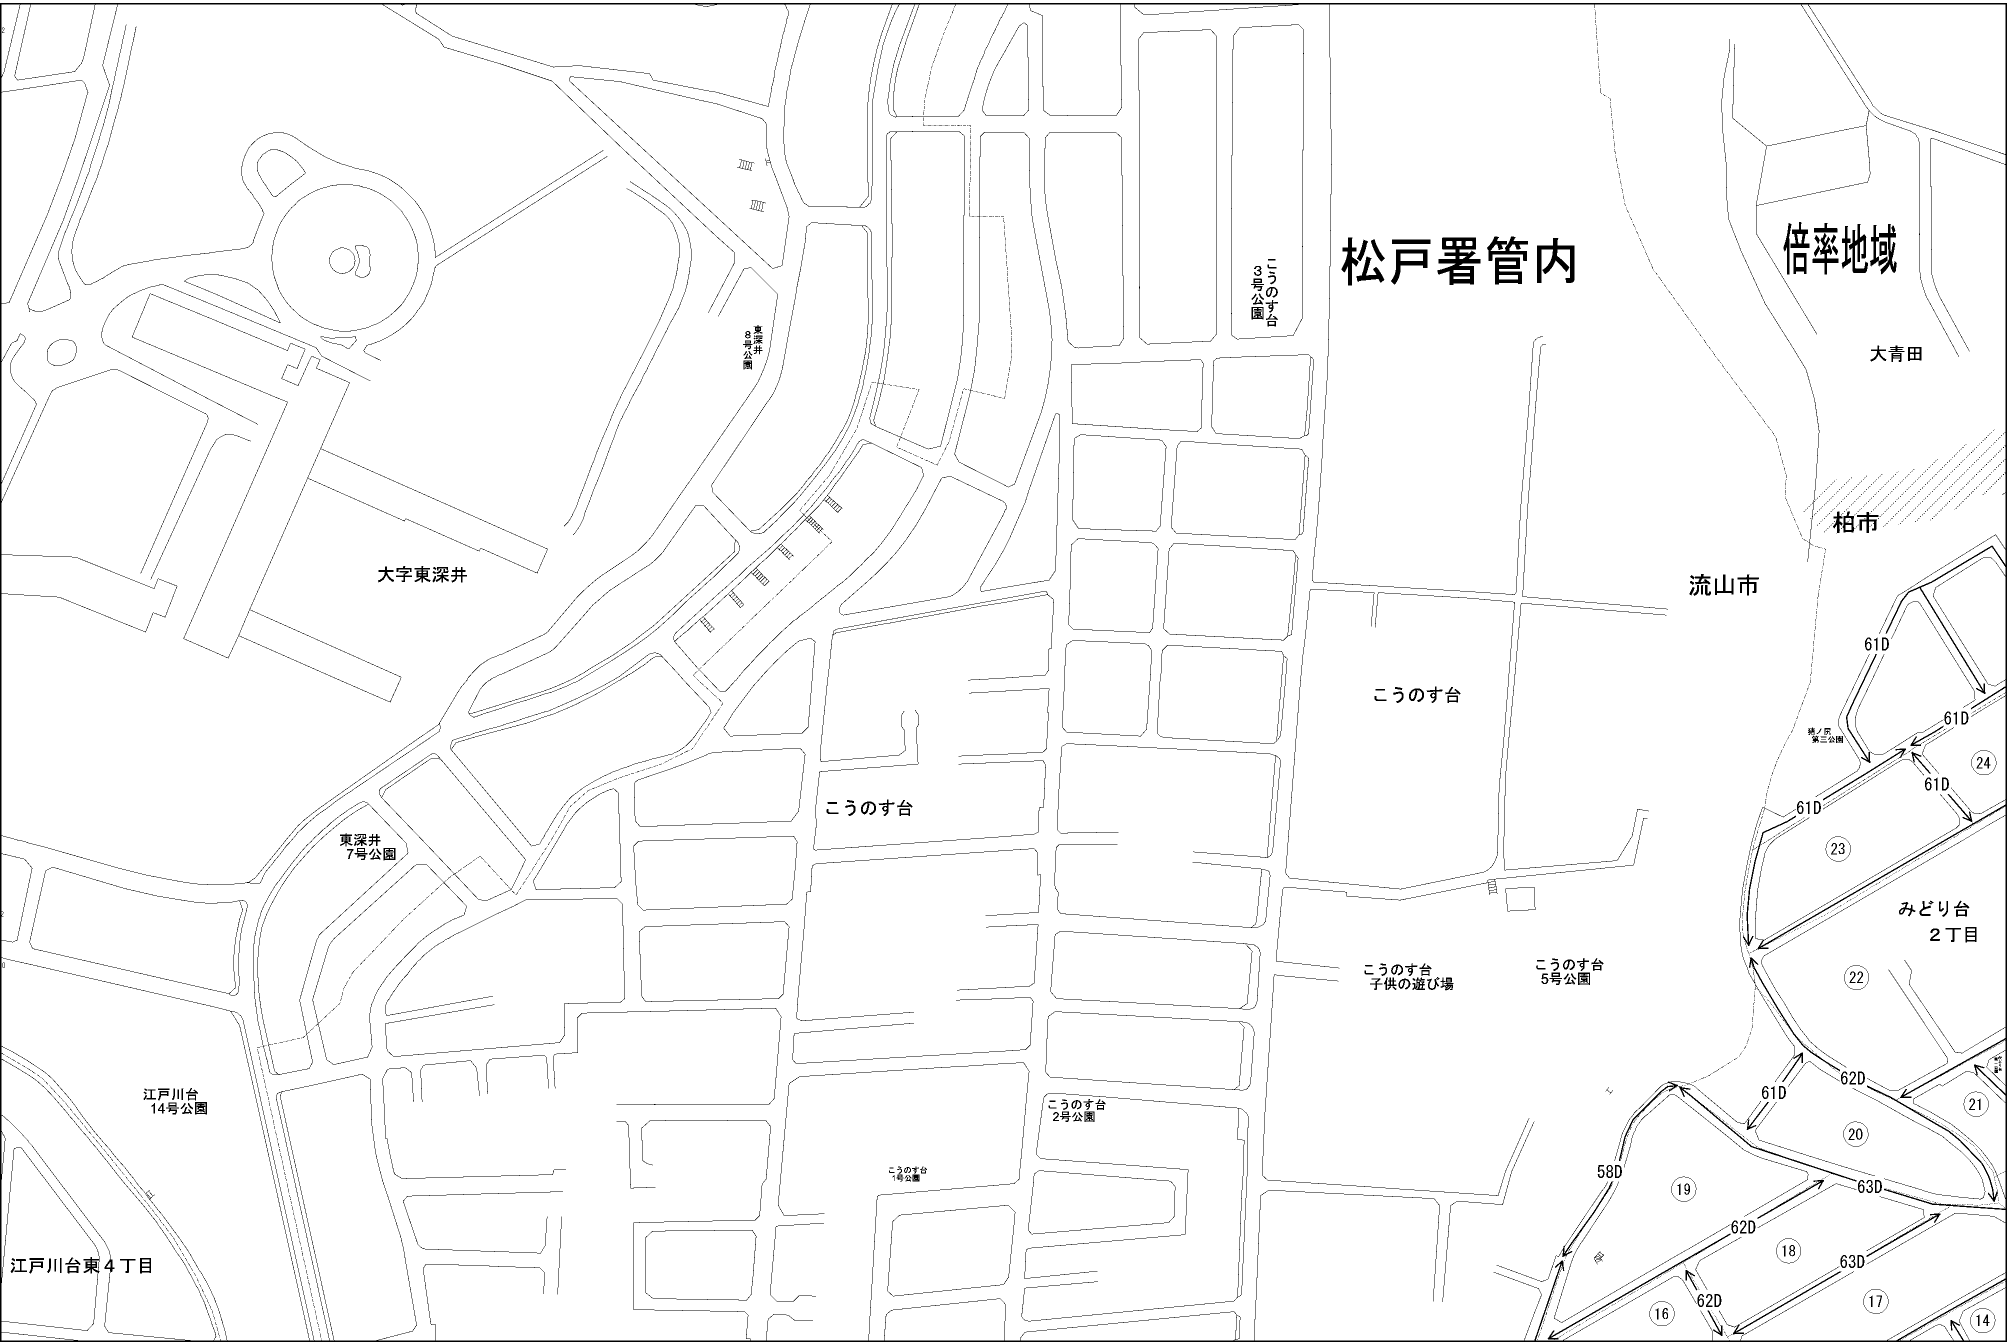 松戸署管内
倍率地域
こうのす台
3号公園
東深井
8号公園
大青田
柏市
流山市
大字東深井
61D
61D
こうのす台
猪ノ尻
第三公園
24
61D
61D
こうのす台
東深井
7号公園
23
みどり台
2丁目
こうのす台
子供の遊び場
こうのす台
5号公園
22
江戸川台
14号公園
こうのす台
2号公園
62D
61D
21
20
こうのす台
1号公園
58D
19
63D
62D
18
63D
江戸川台東4丁目
62D
16
17
14